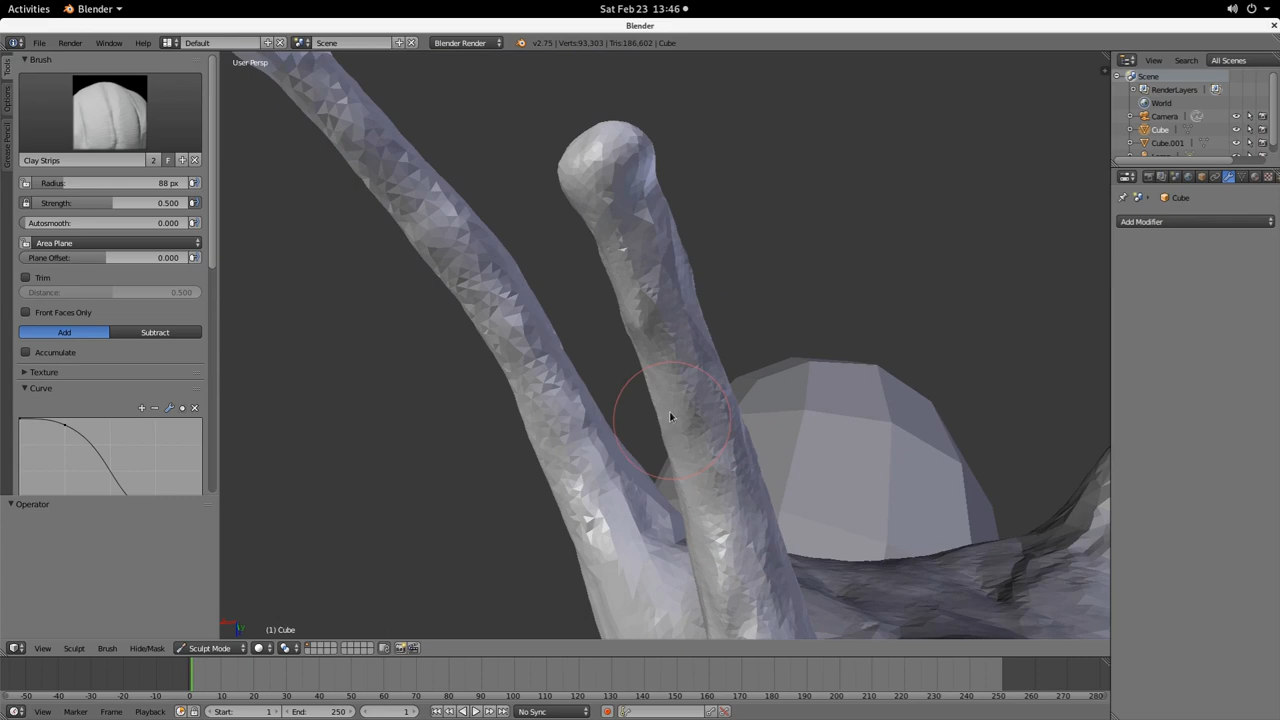 Activities Blender Sat Feb 23 13:46
Blender
File Render Window Help Default Scene Blender Render v2.75 | Verts:93,303 | Tris:186,602 | Cube
Brush User Persp View Search All Scenes
Scene
RenderLayers
World
Camera
Cube
Cube.001
Tools
Options
Grease Pencil
Clay Strips 2 F
Radius: 88 px
Strength: 0.500
Autosmooth: 0.000
Area Plane
Plane Offset: 0.000
Trim
Distance: 0.500
Front Faces Only
Add Subtract
Accumulate
Texture
Curve
Operator
Cube
Add Modifier
(1) Cube
View Sculpt Brush Hide/Mask Sculpt Mode
-50 -40 -30 -20 -10 0 10 20 30 40 50 60 70 80 90 100 110 120 130 140 150 160 170 180 190 200 210 220 230 240 250 260 270 280
View Marker Frame Playback Start: 1 End: 250 1 No Sync